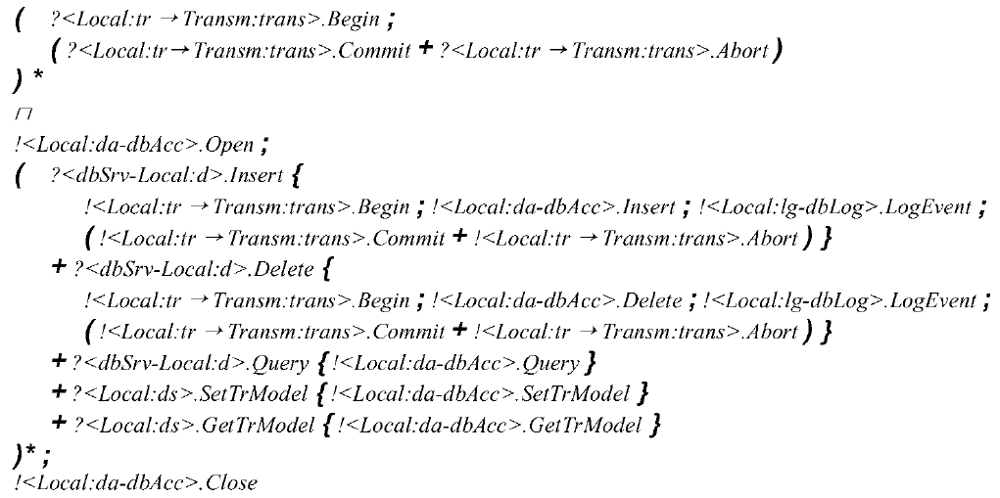 ( ?<Local:tr → Transm:trans>.Begin ;
( ?<Local:tr→ Transm:trans>.Commit + ?<Local:tr → Transm:trans>.Abort )
) *
⊓
!<Local:da-dbAcc>.Open ;
( ?<dbSrv-Local:d>.Insert {
!<Local:tr → Transm:trans>.Begin ; !<Local:da-dbAcc>.Insert ; !<Local:lg-dbLog>.LogEvent ;
( !<Local:tr → Transm:trans>.Commit + !<Local:tr → Transm:trans>.Abort ) }
+ ?<dbSrv-Local:d>.Delete {
!<Local:tr → Transm:trans>.Begin ; !<Local:da-dbAcc>.Delete ; !<Local:lg-dbLog>.LogEvent ;
( !<Local:tr → Transm:trans>.Commit + !<Local:tr → Transm:trans>.Abort ) }
+ ?<dbSrv-Local:d>.Query { !<Local:da-dbAcc>.Query }
+ ?<Local:ds>.SetTrModel { !<Local:da-dbAcc>.SetTrModel }
+ ?<Local:ds>.GetTrModel { !<Local:da-dbAcc>.GetTrModel }
)* ;
!<Local:da-dbAcc>.Close